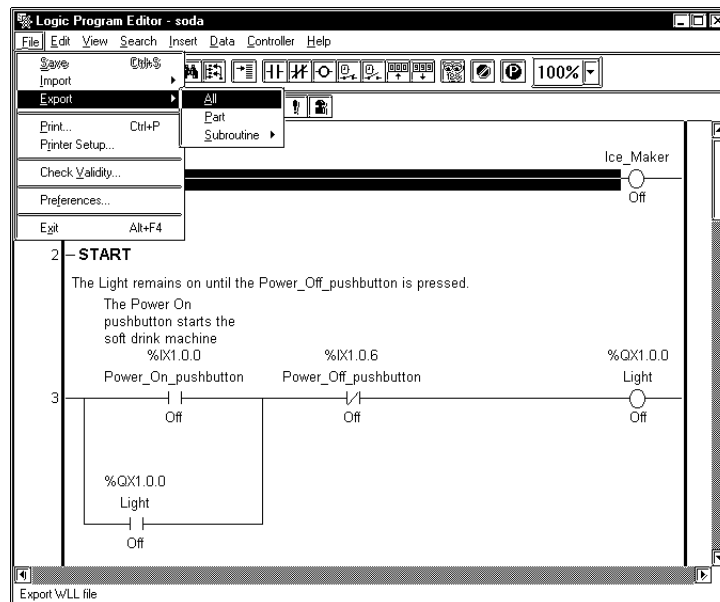 Logic Program Editor - soda
File Edit View Search Insert Data Controller Help
Save Ctrl+S
Import
Export
Print... Ctrl+P
Printer Setup...
Check Validity...
Preferences...
Exit Alt+F4
All
Part
Subroutine
100%
Ice_Maker
Off
2 START
The Light remains on until the Power_Off_pushbutton is pressed.
The Power On
pushbutton starts the
soft drink machine
%IX1.0.0 %IX1.0.6 %QX1.0.0
Power_On_pushbutton Power_Off_pushbutton Light
3
Off Off Off
%QX1.0.0
Light
Off
Export WLL file